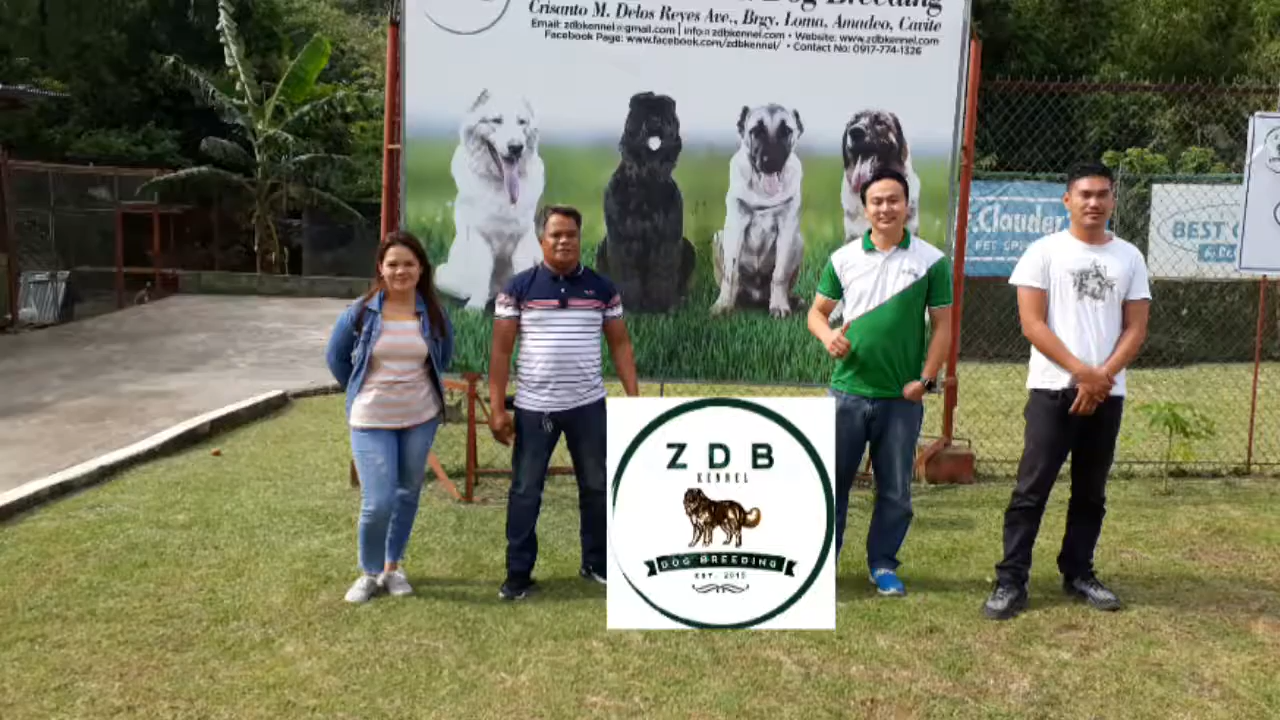 Dog Breeding
Crisanto M. Delos Reyes Ave., Brgy. Loma, Amadeo, Cavite
Email: zdbkennel@gmail.com | info@zdbkennel.com • Website: www.zdbkennel.com
Facebook Page: www.facebook.com/zdbkennel/ • Contact No: 0917-774-1326
Clauder
PET
BEST
ZDB
KENNEL
DOG BREEDING
EST. 2015